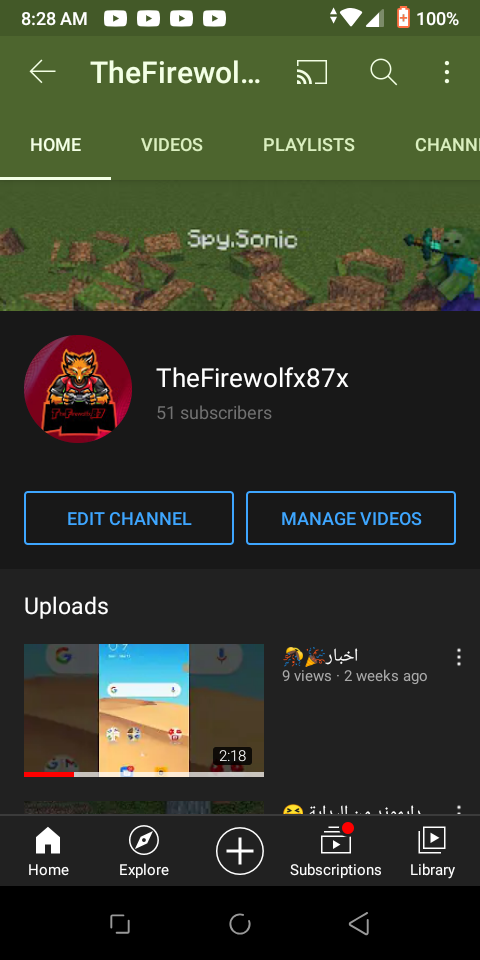 8:28 AM
100%
TheFirewol...
HOME VIDEOS PLAYLISTS CHANN
Spy.Sonic
TheFirewolfx87x
51 subscribers
EDIT CHANNEL MANAGE VIDEOS
Uploads
اخبار🎉🎊
9 views · 2 weeks ago
2:18
Home Explore Subscriptions Library